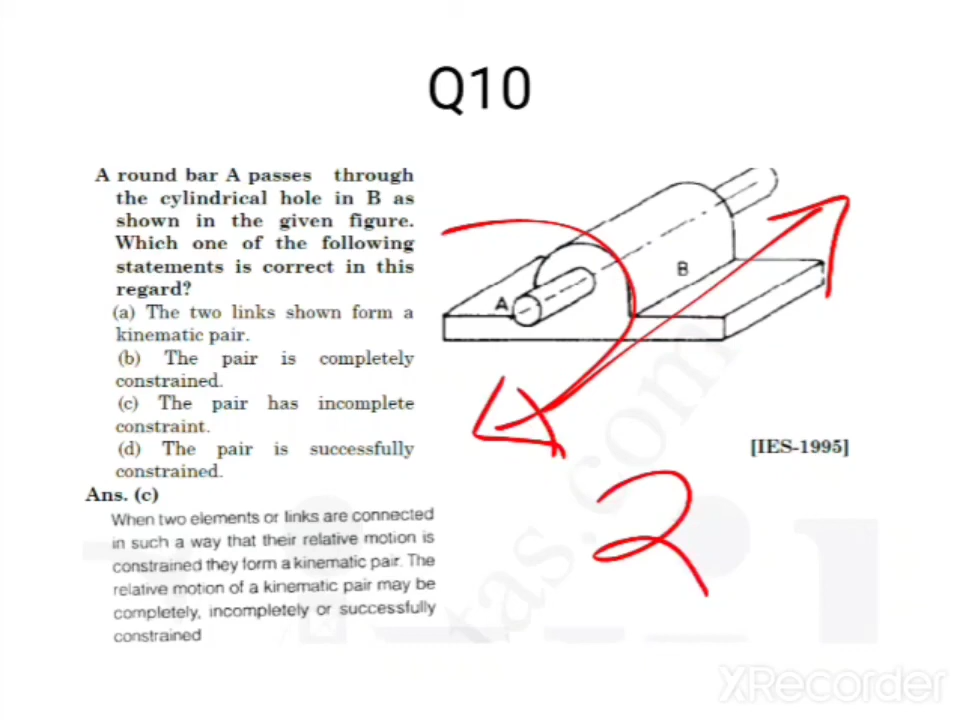 Q10
A round bar A passes through
the cylindrical hole in B as
shown in the given figure.
Which one of the following
statements is correct in this
regard?
(a) The two links shown form a
kinematic pair.
(b) The pair is completely
constrained.
(c) The pair has incomplete
constraint.
(d) The pair is successfully
constrained.
Ans. (c)
When two elements or links are connected
in such a way that their relative motion is
constrained they form a kinematic pair. The
relative motion of a kinematic pair may be
completely, incompletely or successfully
constrained
A
B
[IES-1995]
2
tas.com
XRecorder